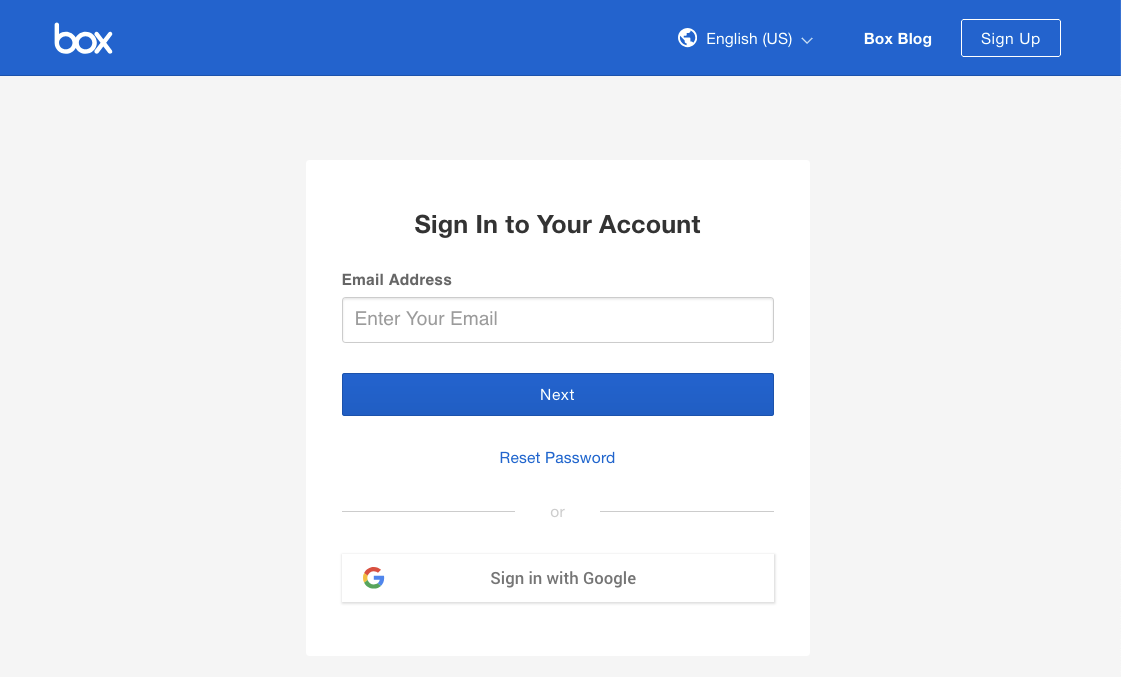 box
English (US)
Box Blog
Sign Up
Sign In to Your Account
Email Address
Enter Your Email
Next
Reset Password
or
Sign in with Google